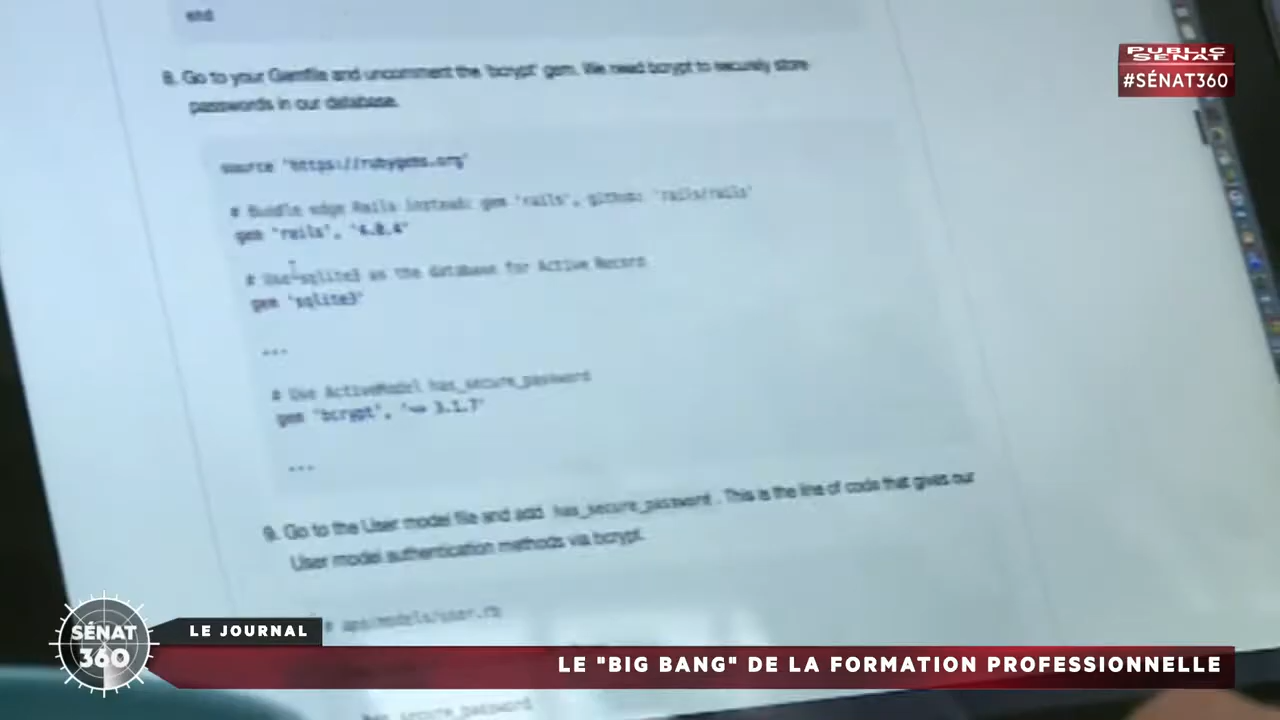 end
8. Go to your Gemfile and uncomment the 'bcrypt' gem. We need bcrypt to securely store
passwords in our database.
source 'https://rubygems.org'
# Bundle edge Rails instead: gem 'rails', github: 'rails/rails'
gem 'rails', '4.0.4'
# Use sqlite3 as the database for Active Record
gem 'sqlite3'
...
# Use ActiveModel has_secure_password
gem 'bcrypt', '~> 3.1.7'
...
9. Go to the User model file and add has_secure_password. This is the line of code that gives our
User model authentication methods via bcrypt.
# app/models/user.rb
has_secure_password
PUBLIC
SÉNAT
#SÉNAT360
SÉNAT
360
LE JOURNAL
LE "BIG BANG" DE LA FORMATION PROFESSIONNELLE